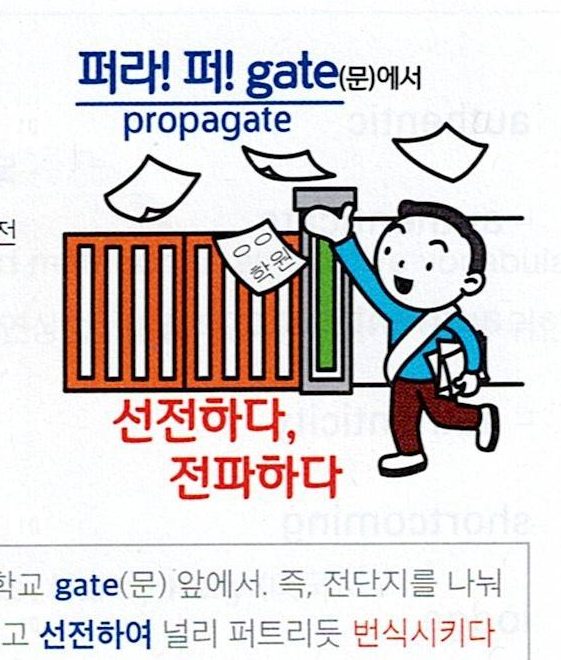 퍼라! 퍼! gate(문)에서
propagate
전
○○
학원
선전하다,
전파하다
학교 gate(문) 앞에서. 즉, 전단지를 나눠
고 선전하여 널리 퍼트리듯 번식시키다